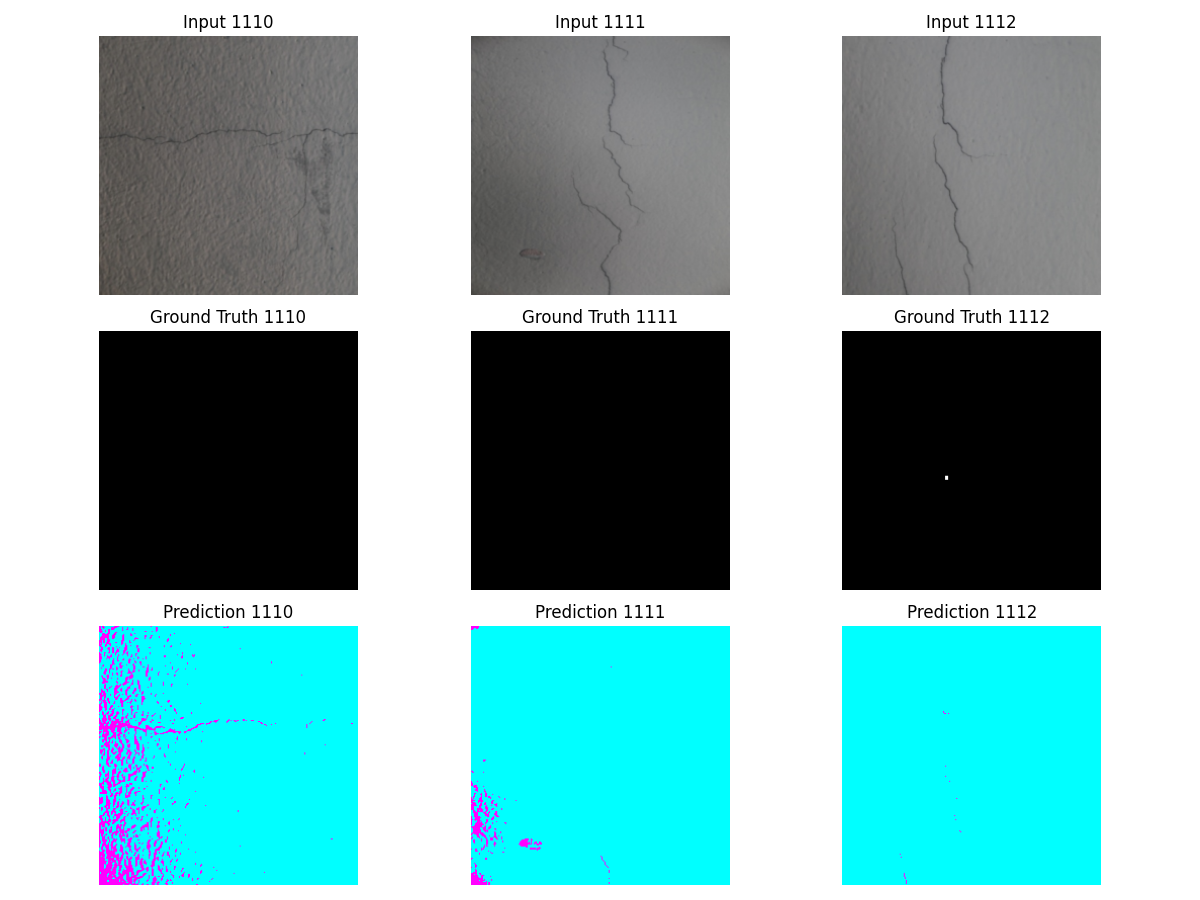 Input 1110
Input 1111
Input 1112
Ground Truth 1110
Ground Truth 1111
Ground Truth 1112
Prediction 1110
Prediction 1111
Prediction 1112